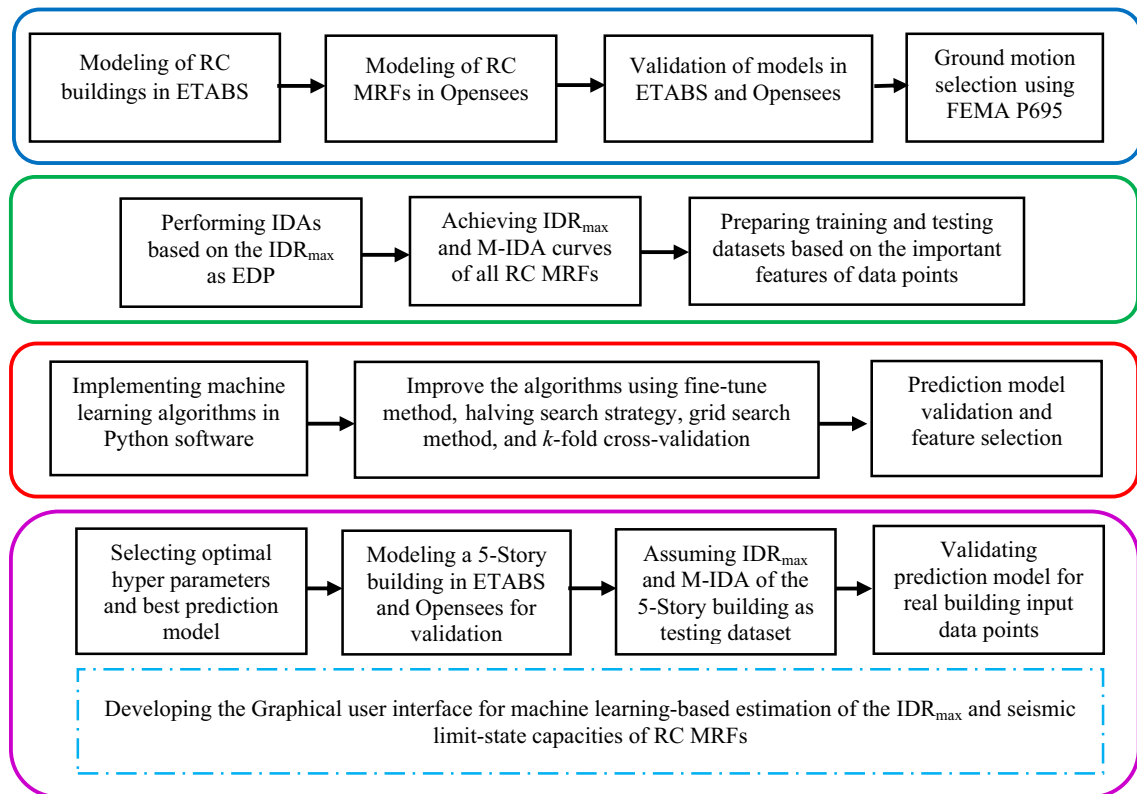 Modeling of RC
buildings in ETABS
Modeling of RC
MRFs in Opensees
Validation of models in
ETABS and Opensees
Ground motion
selection using
FEMA P695
Performing IDAs
based on the IDRmax
as EDP
Achieving IDRmax
and M-IDA curves
of all RC MRFs
Preparing training and testing
datasets based on the important
features of data points
Implementing machine
learning algorithms in
Python software
Improve the algorithms using fine-tune
method, halving search strategy, grid search
method, and k-fold cross-validation
Prediction model
validation and
feature selection
Selecting optimal
hyper parameters
and best prediction
model
Modeling a 5-Story
building in ETABS
and Opensees for
validation
Assuming IDRmax
and M-IDA of the
5-Story building as
testing dataset
Validating
prediction model for
real building input
data points
Developing the Graphical user interface for machine learning-based estimation of the IDRmax and seismic
limit-state capacities of RC MRFs